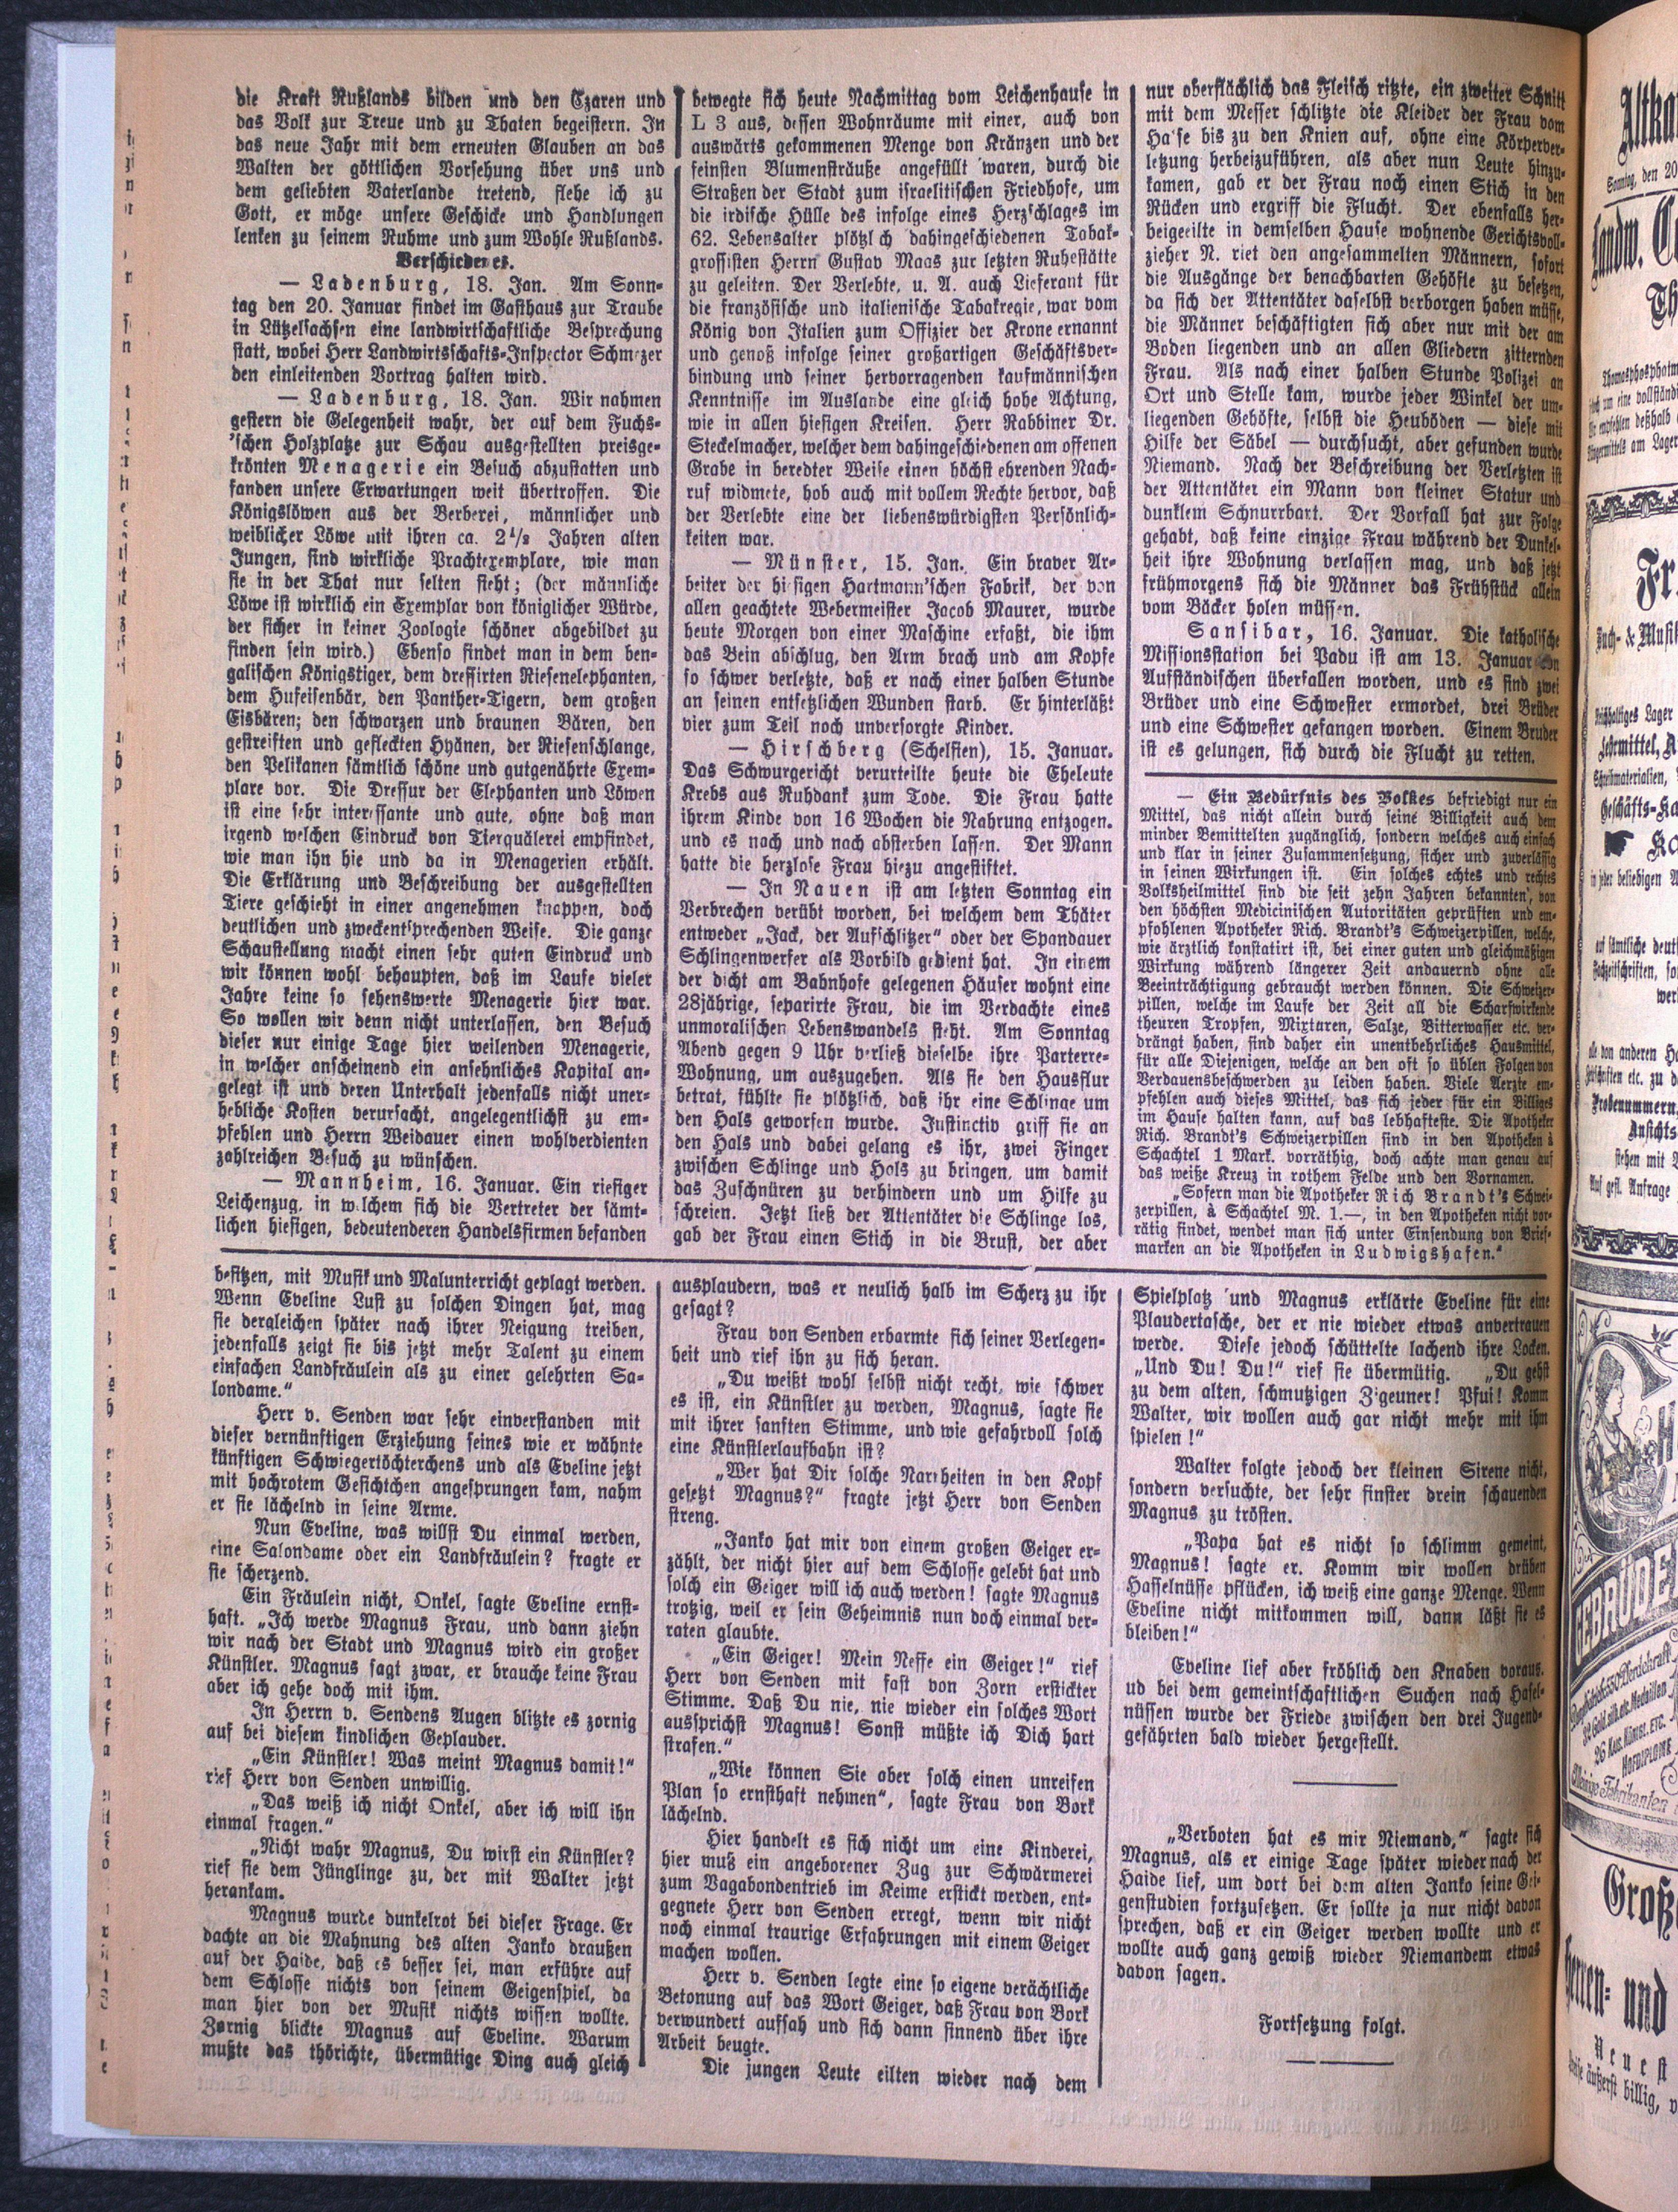 die Kraft Rußlands bilden und den Czaren und
das Volk zur Treue und zu Thaten begeistern. In
das neue Jahr mit dem erneuten Glauben an das
Walten der göttlichen Vorsehung über uns und
dem geliebten Vaterlande tretend, flehe ich zu
Gott, er möge unsere Geschicke und Handlungen
lenken zu seinem Ruhme und zum Wohle Rußlands.
Verschiedenes.
— Ladenburg, 18. Jan. Am Sonn-
tag den 20. Januar findet im Gasthaus zur Traube
in Lützelsachsen eine landwirtschaftliche Besprechung
statt, wobei Herr Landwirtsschafts-Inspector Schmezer
den einleitenden Vortrag halten wird.
— Ladenburg, 18. Jan. Wir nahmen
gestern die Gelegenheit wahr, der auf dem Fuchs-
'schen Holzplatze zur Schau ausgestellten preisge-
krönten Menagerie ein Besuch abzustatten und
fanden unsere Erwartungen weit übertroffen. Die
Königslöwen aus der Berberei, männlicher und
weiblicher Löwe mit ihren ca. 2½ Jahren alten
Jungen, sind wirkliche Prachtexemplare, wie man
sie in der That nur selten sieht; (der männliche
Löwe ist wirklich ein Exemplar von königlicher Würde,
der sicher in keiner Zoologie schöner abgebildet zu
finden sein wird.) Ebenso findet man in dem ben-
galischen Königstiger, dem dressirten Riesenelephanten,
dem Hufeisenbär, den Panther-Tigern, dem großen
Eisbären; den schwarzen und braunen Bären, den
gestreiften und gefleckten Hyänen, der Riesenschlange,
den Pelikanen sämtlich schöne und gutgenährte Exem-
plare vor. Die Dressur der Elephanten und Löwen
ist eine sehr interessante und gute, ohne daß man
irgend welchen Eindruck von Tierquälerei empfindet,
wie man ihn hie und da in Menagerien erhält.
Die Erklärung und Beschreibung der ausgestellten
Tiere geschieht in einer angenehmen knappen, doch
deutlichen und zweckentsprechenden Weise. Die ganze
Schaustellung macht einen sehr guten Eindruck und
wir können wohl behaupten, daß im Laufe vieler
Jahre keine so sehenswerte Menagerie hier war.
So wollen wir denn nicht unterlassen, den Besuch
dieser nur einige Tage hier weilenden Menagerie,
in welcher anscheinend ein ansehnliches Kapital an-
gelegt ist und deren Unterhalt jedenfalls nicht uner-
hebliche Kosten verursacht, angelegentlichst zu em-
pfehlen und Herrn Weidauer einen wohlverdienten
zahlreichen Besuch zu wünschen.
— Mannheim, 16. Januar. Ein riesiger
Leichenzug, in welchem sich die Vertreter der sämt-
lichen hiesigen, bedeutenderen Handelsfirmen befanden
bewegte sich heute Nachmittag vom Leichenhause in
L 3 aus, dessen Wohnräume mit einer, auch von
auswärts gekommenen Menge von Kränzen und der
feinsten Blumensträuße angefüllt waren, durch die
Straßen der Stadt zum israelitischen Friedhofe, um
die irdische Hülle des infolge eines Herzschlages im
62. Lebensalter plötzlich dahingeschiedenen Tabak-
grossisten Herrn Gustav Maas zur letzten Ruhestätte
zu geleiten. Der Verlebte, u. A. auch Lieferant für
die französische und italienische Tabakregie, war vom
König von Italien zum Offizier der Krone ernannt
und genoß infolge seiner großartigen Geschäftsver-
bindung und seiner hervorragenden kaufmännischen
Kenntnisse im Auslande eine gleich hohe Achtung,
wie in allen hiesigen Kreisen. Herr Rabbiner Dr.
Steckelmacher, welcher dem dahingeschiedenen am offenen
Grabe in beredter Weise einen höchst ehrenden Nach-
ruf widmete, hob auch mit vollem Rechte hervor, daß
der Verlebte eine der liebenswürdigsten Persönlich-
keiten war.
— Münster, 15. Jan. Ein braver Ar-
beiter der hiesigen Hartmann'schen Fabrik, der von
allen geachtete Webermeister Jacob Maurer, wurde
heute Morgen von einer Maschine erfaßt, die ihm
das Bein abschlug, den Arm brach und am Kopfe
so schwer verletzte, daß er nach einer halben Stunde
an seinen entsetzlichen Wunden starb. Er hinterläßt
vier zum Teil noch unversorgte Kinder.
— Hirschberg (Schelsien), 15. Januar.
Das Schwurgericht verurteilte heute die Eheleute
Krebs aus Ruhbank zum Tode. Die Frau hatte
ihrem Kinde von 16 Wochen die Nahrung entzogen.
und es nach und nach absterben lassen. Der Mann
hatte die herzlose Frau hiezu angestiftet.
— In Nauen ist am letzten Sonntag ein
Verbrechen verübt worden, bei welchem dem Thäter
entweder „Jack, der Aufschlitzer“ oder der Spandauer
Schlingenwerfer als Vorbild gedient hat. In einem
der dicht am Bahnhofe gelegenen Häuser wohnt eine
28jährige, separirte Frau, die im Verdachte eines
unmoralischen Lebenswandels steht. Am Sonntag
Abend gegen 9 Uhr verließ dieselbe ihre Parterre-
Wohnung, um auszugehen. Als sie den Hausflur
betrat, fühlte sie plötzlich, daß ihr eine Schlinge um
den Hals geworfen wurde. Instinctiv griff sie an
den Hals und dabei gelang es ihr, zwei Finger
zwischen Schlinge und Hals zu bringen, um damit
das Zuschnüren zu verhindern und um Hilfe zu
schreien. Jetzt ließ der Attentäter die Schlinge los,
gab der Frau einen Stich in die Brust, der aber
nur oberflächlich das Fleisch ritzte, ein zweiter Schnitt
mit dem Messer schlitzte die Kleider der Frau vom
Halse bis zu den Knien auf, ohne eine Körperver-
letzung herbeizuführen, als aber nun Leute hinzu-
kamen, gab er der Frau noch einen Stich in den
Rücken und ergriff die Flucht. Der ebenfalls her-
beigeeilte in demselben Hause wohnende Gerichtsvoll-
zieher N. riet den angesammelten Männern, sofort
die Ausgänge der benachbarten Gehöfte zu besetzen,
da sich der Attentäter daselbst verborgen haben müsse,
die Männer beschäftigten sich aber nur mit der am
Boden liegenden und an allen Gliedern zitternden
Frau. Als nach einer halben Stunde Polizei an
Ort und Stelle kam, wurde jeder Winkel der um-
liegenden Gehöfte, selbst die Heuböden — diese mit
Hilfe der Säbel — durchsucht, aber gefunden wurde
Niemand. Nach der Beschreibung der Verletzten ist
der Attentäter ein Mann von kleiner Statur und
dunklem Schnurrbart. Der Vorfall hat zur Folge
gehabt, daß keine einzige Frau während der Dunkel-
heit ihre Wohnung verlassen mag, und daß jetzt
frühmorgens sich die Männer das Frühstück allein
vom Bäcker holen müssen.
Sansibar, 16. Januar. Die katholische
Missionsstation bei Padu ist am 13. Januar von
Aufständischen überfallen worden, und es sind zwei
Brüder und eine Schwester ermordet, drei Brüder
und eine Schwester gefangen worden. Einem Bruder
ist es gelungen, sich durch die Flucht zu retten.
— Ein Bedürfnis des Volkes befriedigt nur ein
Mittel, das nicht allein durch seine Billigkeit auch dem
minder Bemittelten zugänglich, sondern welches auch einfach
und klar in seiner Zusammensetzung, sicher und zuverlässig
in seinen Wirkungen ist. Ein solches echtes und rechtes
Volksheilmittel sind die seit zehn Jahren bekannten, von
den höchsten Medicinischen Autoritäten geprüften und em-
pfohlenen Apotheker Rich. Brandt's Schweizerpillen, welche,
wie ärztlich konstatirt ist, bei einer guten und gleichmäßigen
Wirkung während längerer Zeit andauernd ohne alle
Beeinträchtigung gebraucht werden können. Die Schweizer-
pillen, welche im Laufe der Zeit all die Scharfwirkende
theuren Tropfen, Mixturen, Salze, Bitterwasser etc. ver-
drängt haben, sind daher ein unentbehrliches Hausmittel,
für alle Diejenigen, welche an den oft so üblen Folgen von
Verdauensbeschwerden zu leiden haben. Viele Aerzte em-
pfehlen auch dieses Mittel, das sich jeder für ein Billiges
im Hause halten kann, auf das lebhafteste. Die Apotheker
Rich. Brandt's Schweizerpillen sind in den Apotheken à
Schachtel 1 Mark. vorräthig, doch achte man genau auf
das weiße Kreuz in rothem Felde und den Vornamen.
„Sofern man die Apotheker Rich Brandt's Schwei-
zerpillen, à Schachtel M. 1.—, in den Apotheken nicht vor-
rätig findet, wendet man sich unter Einsendung von Brief-
marken an die Apotheken in Ludwigshafen.“
besitzen, mit Musik und Malunterricht geplagt werden.
Wenn Eveline Lust zu solchen Dingen hat, mag
sie dergleichen später nach ihrer Neigung treiben,
jedenfalls zeigt sie bis jetzt mehr Talent zu einem
einfachen Landfräulein als zu einer gelehrten Sa-
londame.“
Herr v. Senden war sehr einverstanden mit
dieser vernünftigen Erziehung seines wie er wähnte
künftigen Schwiegertöchterchens und als Eveline jetzt
mit hochrotem Gesichtchen angesprungen kam, nahm
er sie lächelnd in seine Arme.
Nun Eveline, was willst Du einmal werden,
eine Salondame oder ein Landfräulein? fragte er
sie scherzend.
Ein Fräulein nicht, Onkel, sagte Eveline ernst-
haft. „Ich werde Magnus Frau, und dann ziehn
wir nach der Stadt und Magnus wird ein großer
Künstler. Magnus sagt zwar, er brauche keine Frau
aber ich gehe doch mit ihm.
In Herrn v. Sendens Augen blitzte es zornig
auf bei diesem kindlichen Geplauder.
„Ein Künstler! Was meint Magnus damit!“
rief Herr von Senden unwillig.
„Das weiß ich nicht Onkel, aber ich will ihn
einmal fragen.“
„Nicht wahr Magnus, Du wirst ein Künstler?
rief sie dem Jünglinge zu, der mit Walter jetzt
herankam.
Magnus wurde dunkelrot bei dieser Frage. Er
dachte an die Mahnung des alten Janko draußen
auf der Haide, daß es besser sei, man erführe auf
dem Schlosse nichts von seinem Geigenspiel, da
man hier von der Musik nichts wissen wollte.
Zornig blickte Magnus auf Eveline. Warum
mußte das thörichte, übermütige Ding auch gleich
ausplaudern, was er neulich halb im Scherz zu ihr
gesagt?
Frau von Senden erbarmte sich seiner Verlegen-
heit und rief ihn zu sich heran.
„Du weißt wohl selbst nicht recht, wie schwer
es ist, ein Künstler zu werden, Magnus, sagte sie
mit ihrer sanften Stimme, und wie gefahrvoll solch
eine Künstlerlaufbahn ist?
„Wer hat Dir solche Narrheiten in den Kopf
gesetzt Magnus?“ fragte jetzt Herr von Senden
streng.
„Janko hat mir von einem großen Geiger er-
zählt, der nicht hier auf dem Schlosse gelebt hat und
solch ein Geiger will ich auch werden! sagte Magnus
trotzig, weil er sein Geheimnis nun doch einmal ver-
raten glaubte.
„Ein Geiger! Mein Neffe ein Geiger!“ rief
Herr von Senden mit fast von Zorn erstickter
Stimme. Daß Du nie, nie wieder ein solches Wort
aussprichst Magnus! Sonst müßte ich Dich hart
strafen.“
„Wie können Sie aber solch einen unreifen
Plan so ernsthaft nehmen“, sagte Frau von Bork
lächelnd.
Hier handelt es sich nicht um eine Kinderei,
hier muß ein angeborener Zug zur Schwärmerei
zum Vagabondentrieb im Keime erstickt werden, ent-
gegnete Herr von Senden erregt, wenn wir nicht
noch einmal traurige Erfahrungen mit einem Geiger
machen wollen.
Herr v. Senden legte eine so eigene verächtliche
Betonung auf das Wort Geiger, daß Frau von Bork
verwundert aufsah und sich dann sinnend über ihre
Arbeit beugte.
Die jungen Leute eilten wieder nach dem
Spielplatz und Magnus erklärte Eveline für eine
Plaudertasche, der er nie wieder etwas anvertrauen
werde. Diese jedoch schüttelte lachend ihre Locken.
„Und Du! Du!“ rief sie übermütig. „Du gehst
zu dem alten, schmutzigen Zigeuner! Pfui! Komm
Walter, wir wollen auch gar nicht mehr mit ihm
spielen!“
Walter folgte jedoch der kleinen Sirene nicht,
sondern versuchte, der sehr finster drein schauenden
Magnus zu trösten.
„Papa hat es nicht so schlimm gemeint,
Magnus! sagte er. Komm wir wollen drüben
Hasselnüsse pflücken, ich weiß eine ganze Menge. Wenn
Eveline nicht mitkommen will, dann läßt sie es
bleiben!“
Eveline lief aber fröhlich den Knaben voraus.
ud bei dem gemeintschaftlichen Suchen nach Hasel-
nüssen wurde der Friede zwischen den drei Jugend-
gefährten bald wieder hergestellt.
„Verboten hat es mir Niemand,“ sagte sich
Magnus, als er einige Tage später wieder nach der
Haide lief, um dort bei dem alten Janko seine Gei-
genstudien fortzusetzen. Er sollte ja nur nicht davon
sprechen, daß er ein Geiger werden wollte und er
wollte auch ganz gewiß wieder Niemandem etwas
davon sagen.
Fortsetzung folgt.
Sonntag, den 20
Landw.
reichhaltiges Lager
Lehrmittel,
Schreibmaterialien,
Geschäfts-
in jeder beliebigen
auf sämtliche
Fachzeitschriften,
alle von anderen
Probenummern,
Ansichts
stehen mit
Auf gefl. Anfrage
GEBRÜDE
26
HOFDIPLOME
Fabrikanten
Groß
Herren- und
Neuest
äußerst billig,